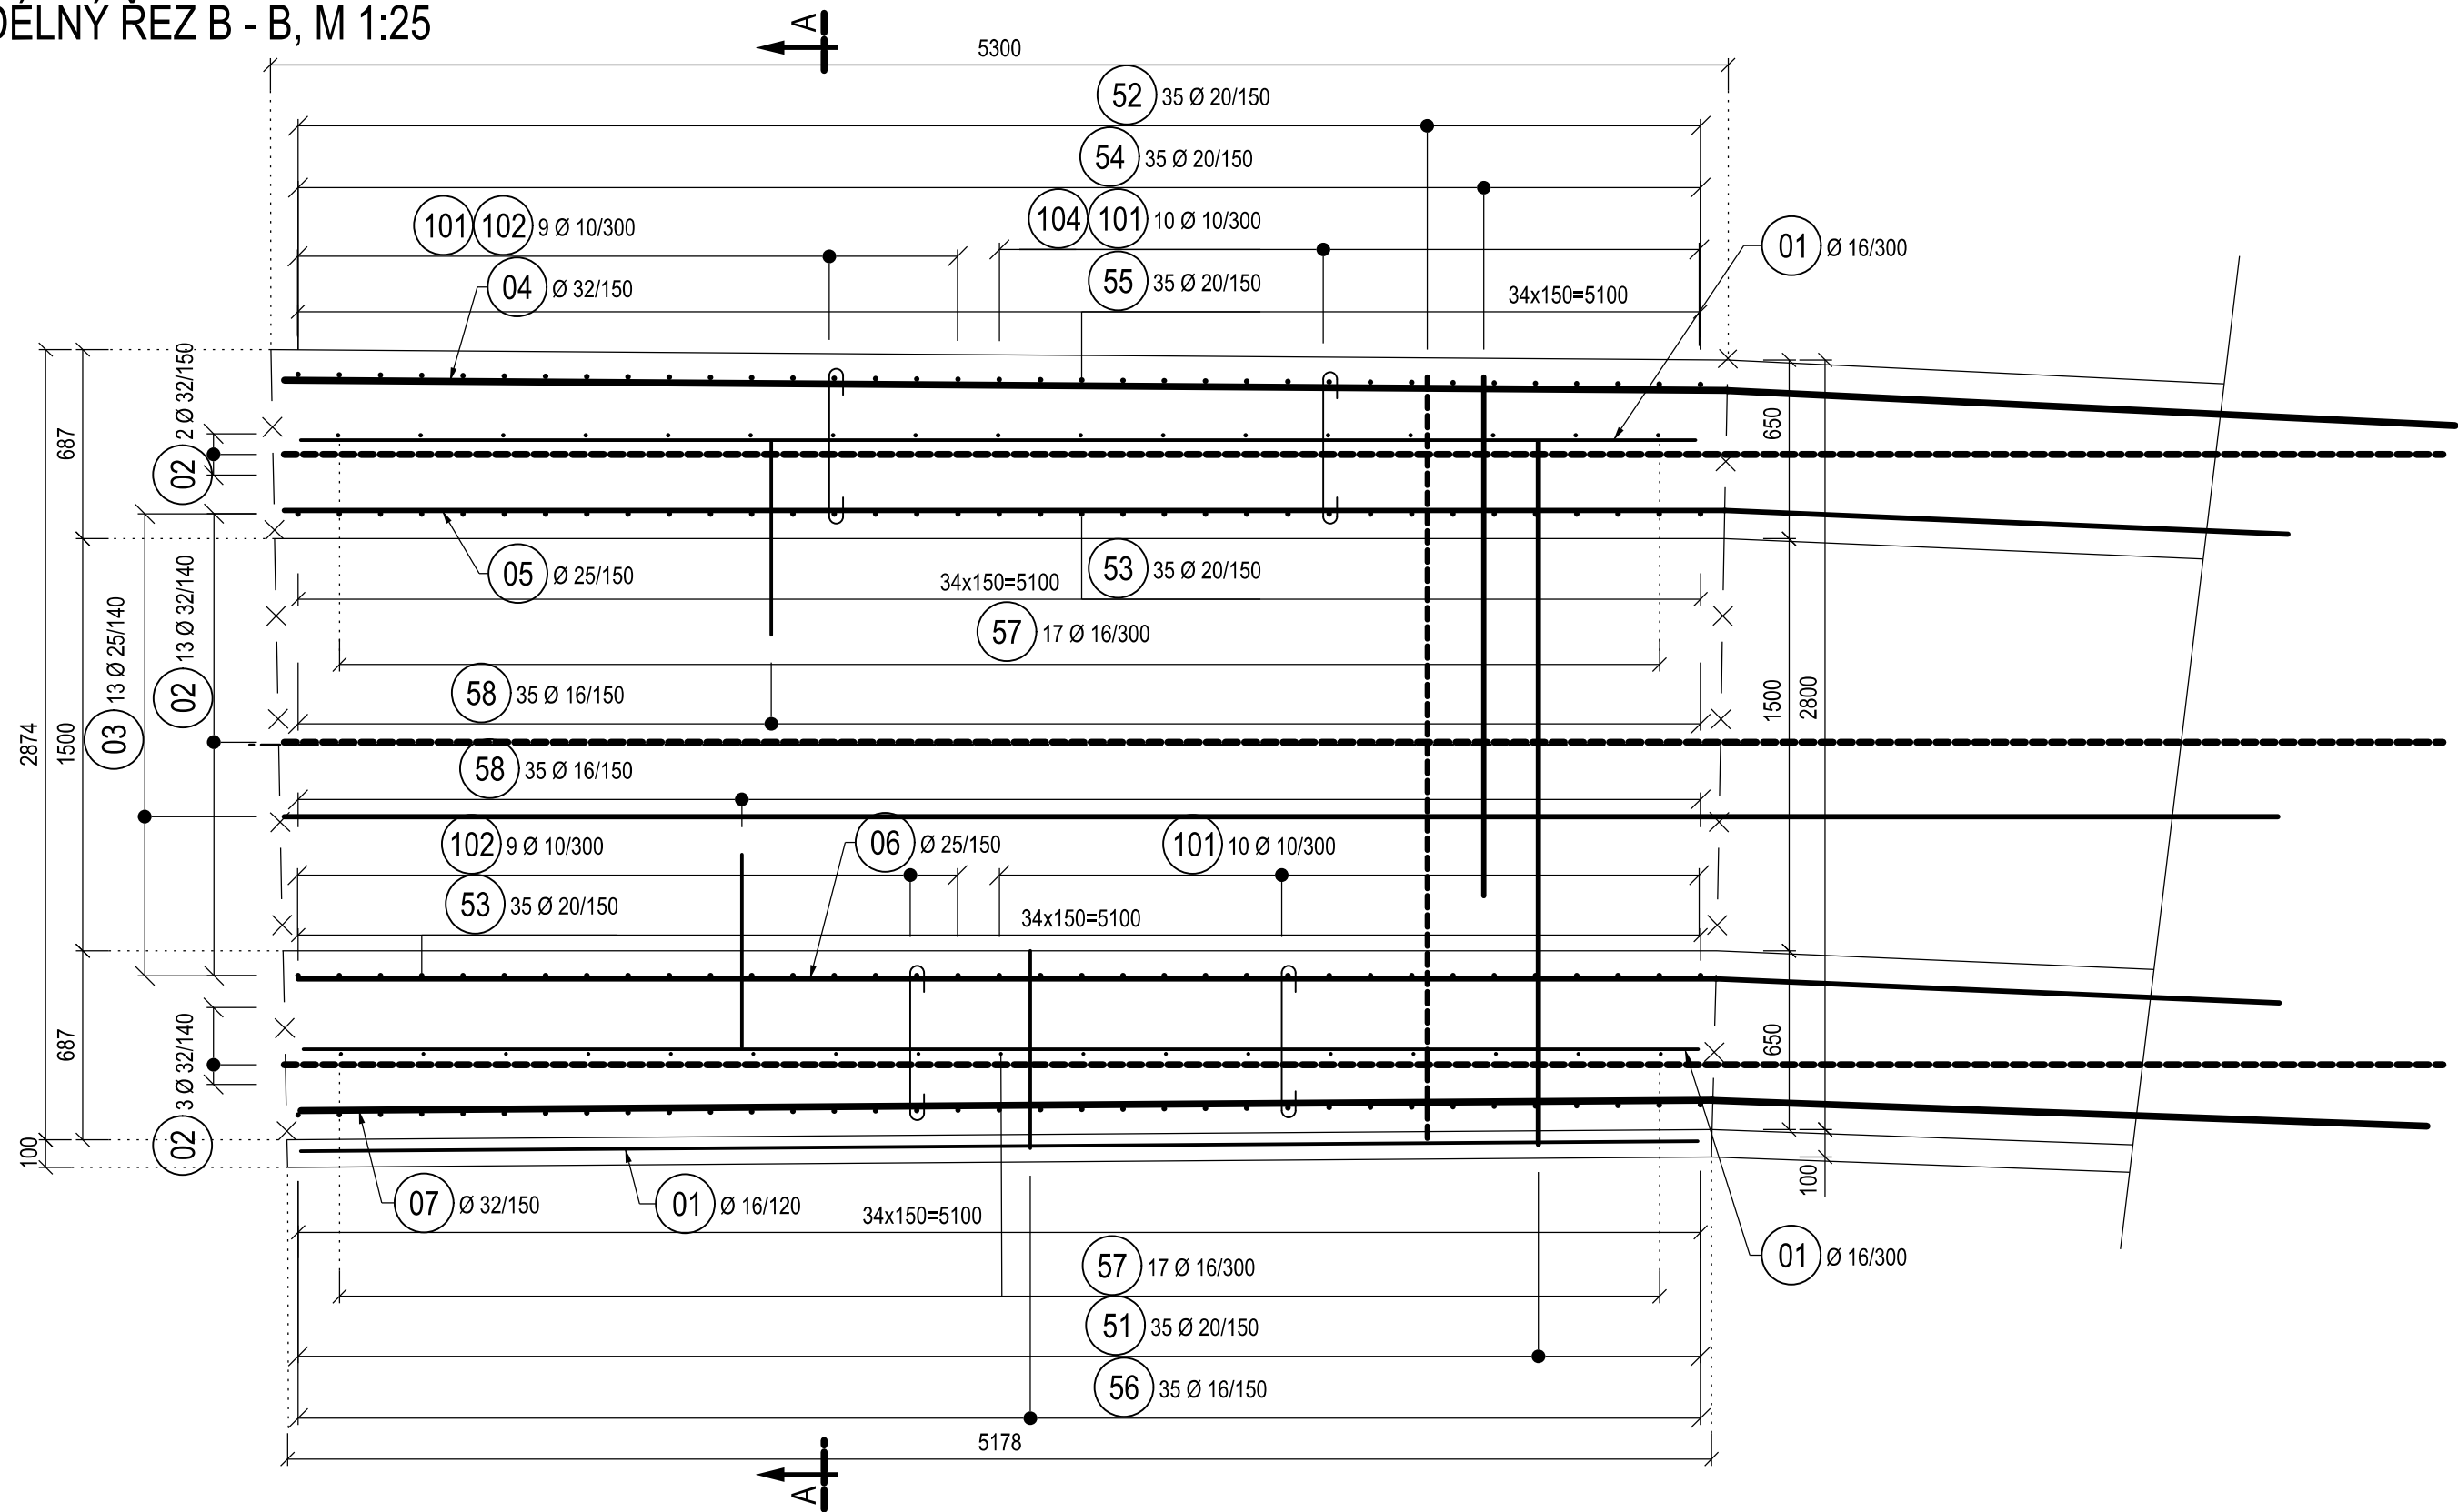 DÉLNÝ ŘEZ B - B, M 1:25
A
5300
52 35 Ø 20/150
54 35 Ø 20/150
101 102 9 Ø 10/300
104 101 10 Ø 10/300
01 Ø 16/300
04 Ø 32/150
55 35 Ø 20/150
34x150=5100
2 Ø 32/150
02
687
650
05 Ø 25/150
34x150=5100
53 35 Ø 20/150
57 17 Ø 16/300
13 Ø 25/140
03
13 Ø 32/140
02
58 35 Ø 16/150
2874
1500
1500
2800
58 35 Ø 16/150
102 9 Ø 10/300
06 Ø 25/150
101 10 Ø 10/300
53 35 Ø 20/150
34x150=5100
687
3 Ø 32/140
02
650
100
100
07 Ø 32/150
01 Ø 16/120
34x150=5100
57 17 Ø 16/300
01 Ø 16/300
51 35 Ø 20/150
56 35 Ø 16/150
5178
A